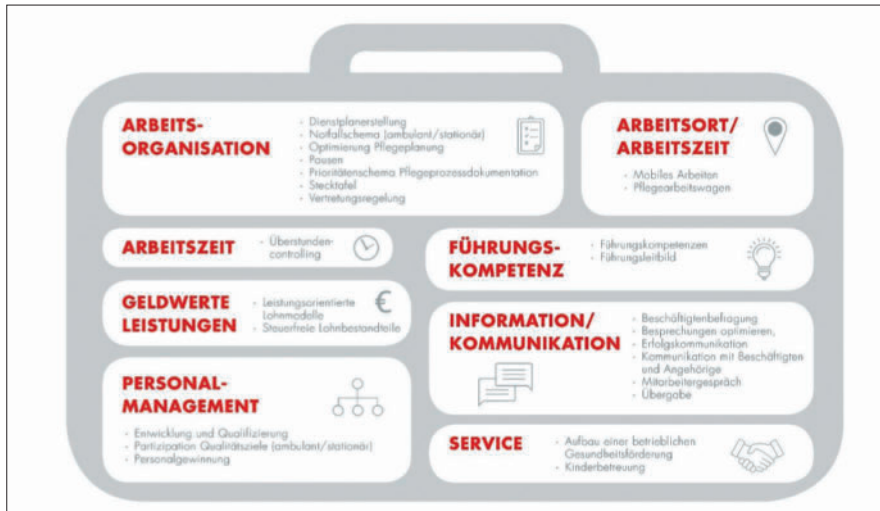 ARBEITS-
ORGANISATION
- Dienstplanerstellung
- Notfallschema (ambulant/stationär)
- Optimierung Pflegeplanung
- Pausen
- Prioritätenschema Pflegeprozessdokumentation
- Stecktafel
- Vertretungsregelung
ARBEITSORT/
ARBEITSZEIT
- Mobiles Arbeiten
- Pflegearbeitswagen
ARBEITSZEIT
- Überstunden-
controlling
FÜHRUNGS-
KOMPETENZ
- Führungskompetenzen
- Führungsleitbild
GELDWERTE
LEISTUNGEN
- Leistungsorientierte
Lohnmodelle
- Steuerfreie Lohnbestandteile
€
INFORMATION/
KOMMUNIKATION
- Beschäftigtenbefragung
- Besprechungen optimieren,
- Erfolgskommunikation
- Kommunikation mit Beschäftigten
und Angehörige
- Mitarbeitergespräch
- Übergabe
PERSONAL-
MANAGEMENT
- Entwicklung und Qualifizierung
- Partizipation Qualitätsziele (ambulant/stationär)
- Personalgewinnung
SERVICE
- Aufbau einer betrieblichen
Gesundheitsförderung
- Kinderbetreuung